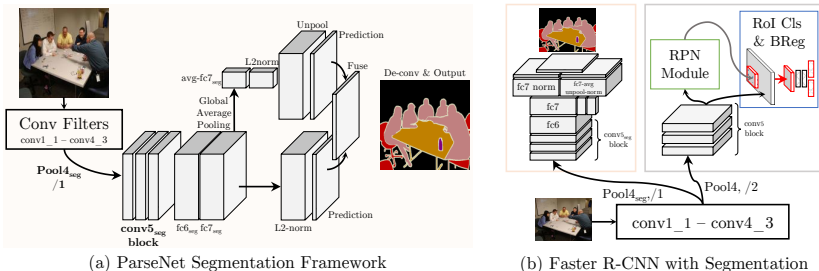 Unpool
Prediction
L2norm
avg-fc7seg
Fuse
De-conv & Output
Global
Average
Pooling
Conv Filters
conv1_1 – conv4_3
Pool4seg
/1
conv5seg
block
fc6seg fc7seg
L2-norm
Prediction
(a) ParseNet Segmentation Framework
RoI Cls
& BReg
RPN
Module
fc7 norm
fc7-avg
unpool-norm
fc7
fc6
conv5seg
block
conv5
block
Pool4seg,/1
Pool4, /2
conv1_1 – conv4_3
(b) Faster R-CNN with Segmentation